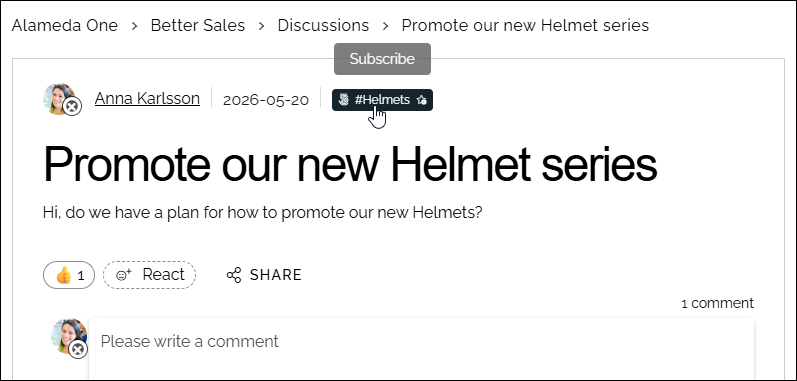 Alameda One > Better Sales > Discussions > Promote our new Helmet series
Subscribe
Anna Karlsson 2026-05-20 #Helmets
Promote our new Helmet series
Hi, do we have a plan for how to promote our new Helmets?
👍 1 React SHARE
1 comment
Please write a comment